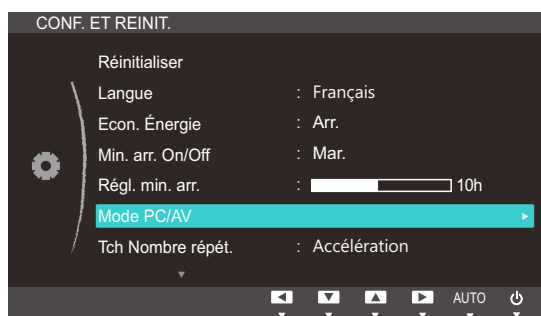 CONF. ET REINIT.
Réinitialiser
Langue : Français
Econ. Énergie : Arr.
Min. arr. On/Off : Mar.
Régl. min. arr. : 10h
Mode PC/AV
Tch Nombre répét. : Accélération
AUTO